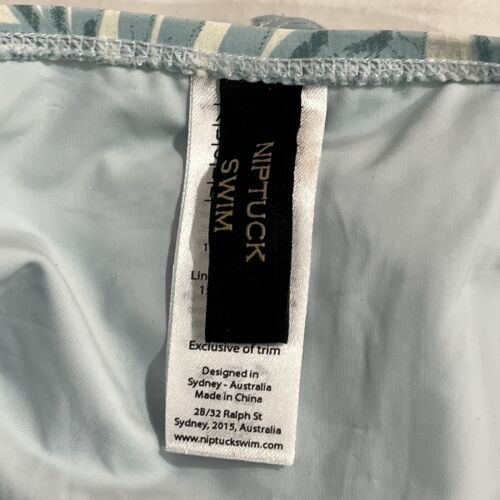 NIPTUCK
SWIM
Exclusive of trim
Designed in
Sydney - Australia
Made in China
2B/32 Ralph St
Sydney, 2015, Australia
www.niptuckswim.com